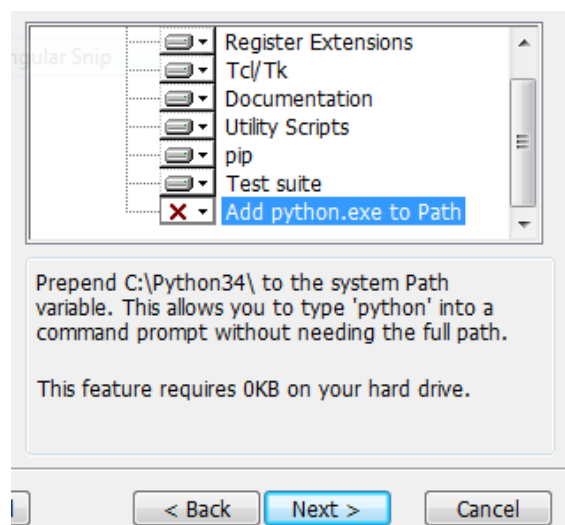 Register Extensions
ngular Snip
Tcl/Tk
Documentation
Utility Scripts
pip
Test suite
Add python.exe to Path
Prepend C:\Python34\ to the system Path
variable. This allows you to type 'python' into a
command prompt without needing the full path.
This feature requires 0KB on your hard drive.
< Back
Next >
Cancel